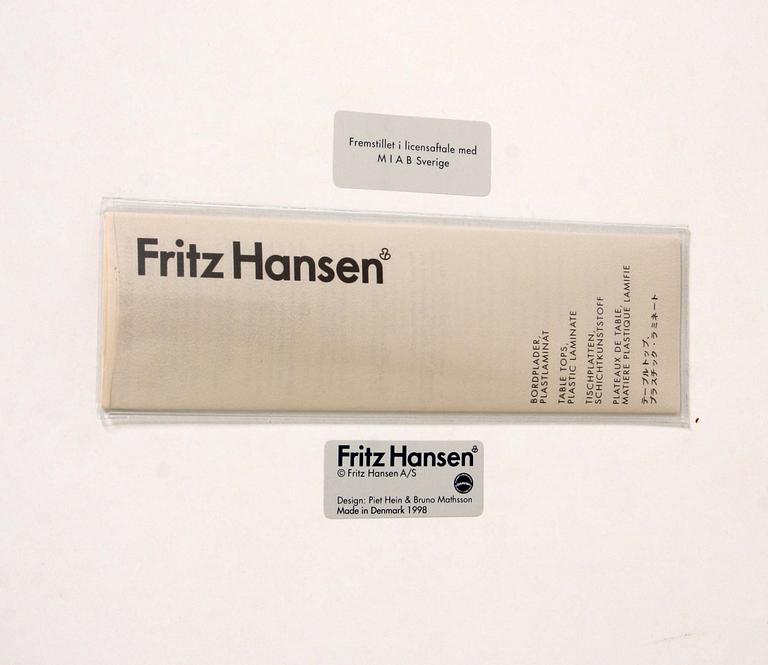 Fremstillet i licensaftale med
M I A B Sverige
Fritz Hansen
BORDPLADER,
PLASTLAMINAT
TABLE TOPS,
PLASTIC LAMINATE
TISCHPLATTEN,
SCHICHTKUNSTSTOFF
PLATEAUX DE TABLE,
MATIERE PLASTIQUE LAMIFIE
テーブルトップ、
プラスチック・ラミネート
Fritz Hansen
© Fritz Hansen A/S
Design: Piet Hein & Bruno Mathsson
Made in Denmark 1998